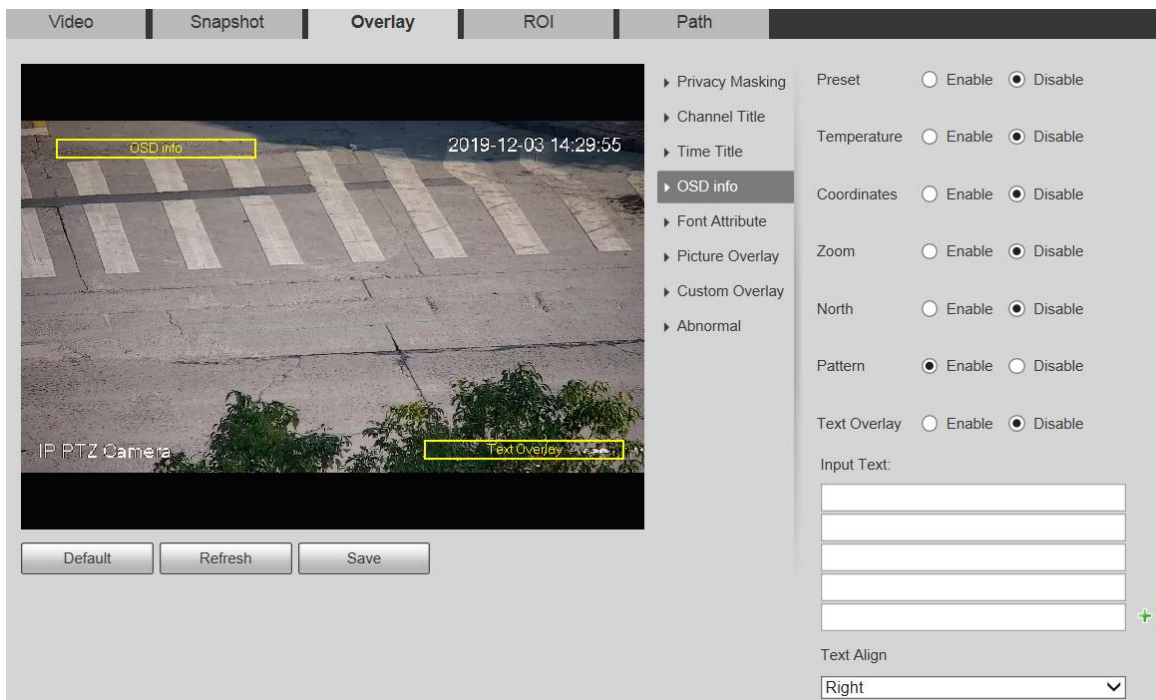 Video Snapshot Overlay ROI Path
OSD info
2019-12-03 14:29:55
IP PTZ Camera
Text Overlay
Default Refresh Save
Privacy Masking
Channel Title
Time Title
OSD info
Font Attribute
Picture Overlay
Custom Overlay
Abnormal
Preset Enable Disable
Temperature Enable Disable
Coordinates Enable Disable
Zoom Enable Disable
North Enable Disable
Pattern Enable Disable
Text Overlay Enable Disable
Input Text:
Text Align
Right